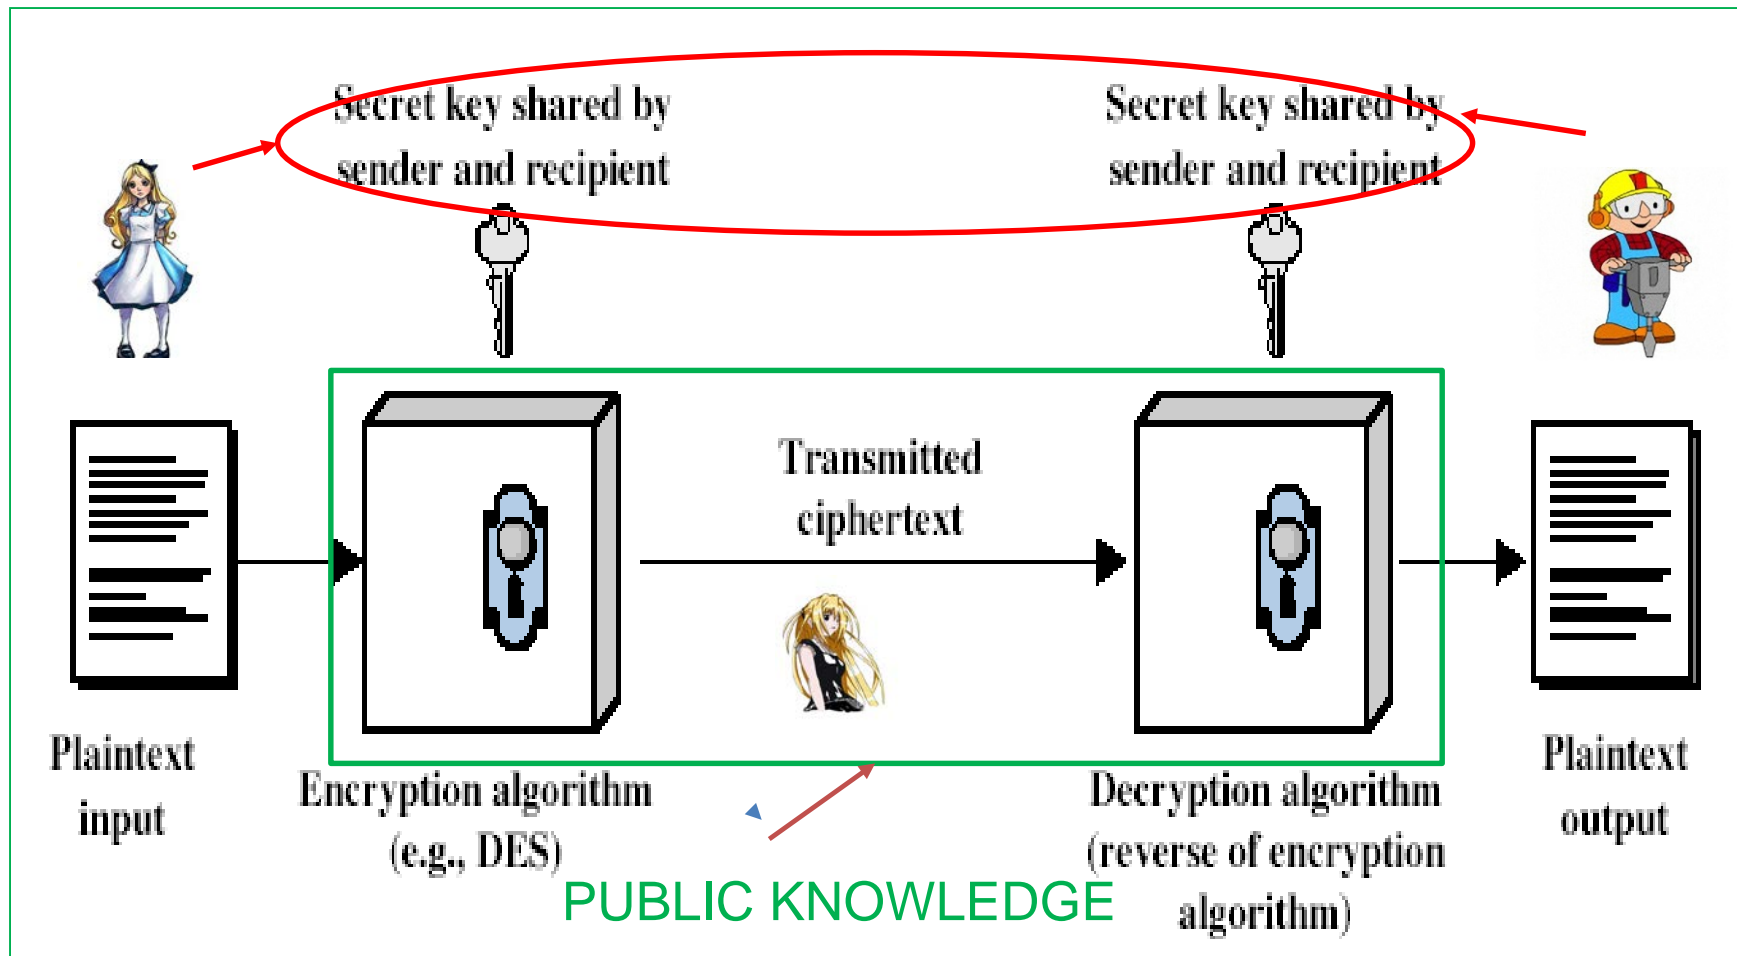 Secret key shared by
sender and recipient
Secret key shared by
sender and recipient
Transmitted
ciphertext
Plaintext
input
Encryption algorithm
(e.g., DES)
Decryption algorithm
(reverse of encryption
algorithm)
Plaintext
output
PUBLIC KNOWLEDGE